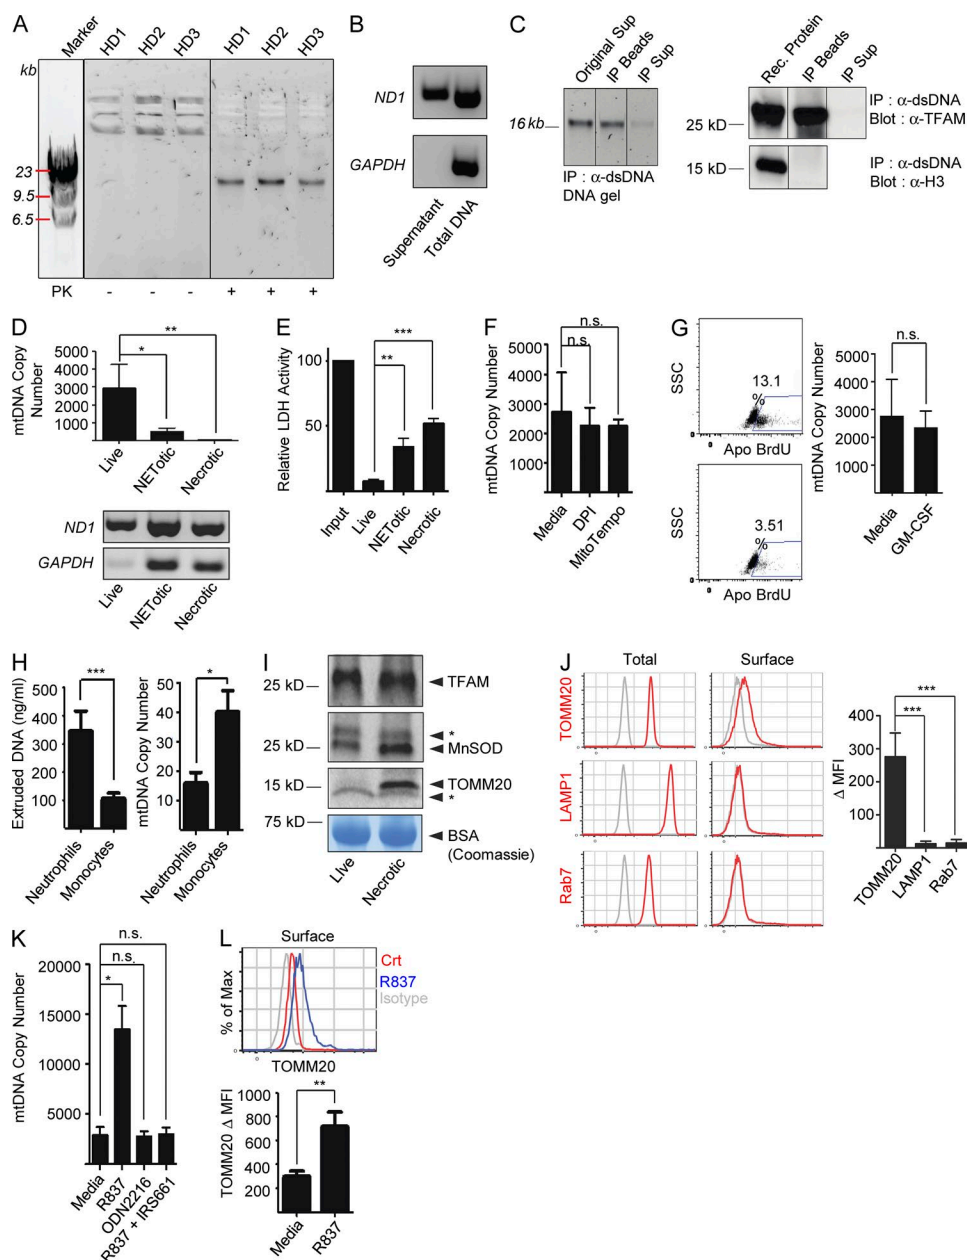 A
Marker
HD1
HD2
HD3
HD1
HD2
HD3
kb
23
9.5
6.5
PK
- - - + + +
B
ND1
GAPDH
Supernatant
Total DNA
C
Original Sup
IP Beads
IP Sup
16 kb
IP : α-dsDNA
DNA gel
Rec. Protein
IP Beads
IP Sup
25 kD
IP : α-dsDNA
Blot : α-TFAM
15 kD
IP : α-dsDNA
Blot : α-H3
D
mtDNA Copy
Number
5000
4000
3000
2000
1000
0
**
*
Live
NETotic
Necrotic
ND1
GAPDH
Live
NETotic
Necrotic
E
Relative LDH Activity
100
50
***
**
Input
Live
NETotic
Necrotic
F
mtDNA Copy Number
5000
4000
3000
2000
1000
n.s.
n.s.
Media
DPI
MitoTempo
G
SSC
13.1
%
Apo BrdU
SSC
3.51
%
Apo BrdU
mtDNA Copy Number
5000
4000
3000
2000
1000
0
n.s.
Media
GM-CSF
H
Extruded DNA (ng/ml)
500
400
300
200
100
***
Neutrophils
Monocytes
mtDNA Copy Number
50
40
30
20
10
0
*
Neutrophils
Monocytes
I
25 kD
TFAM
*
25 kD
MnSOD
15 kD
TOMM20
*
75 kD
BSA
(Coomassie)
LIve
Necrotic
J
Total
Surface
TOMM20
LAMP1
Rab7
Δ MFI
400
300
200
100
0
***
***
TOMM20
LAMP1
Rab7
K
mtDNA Copy Number
20000
15000
10000
5000
n.s.
n.s.
*
Media
R837
ODN2216
R837 + IRS661
L
Surface
% of Max
Crt
R837
Isotype
TOMM20
TOMM20 Δ MFI
1000
800
600
400
200
**
Media
R837